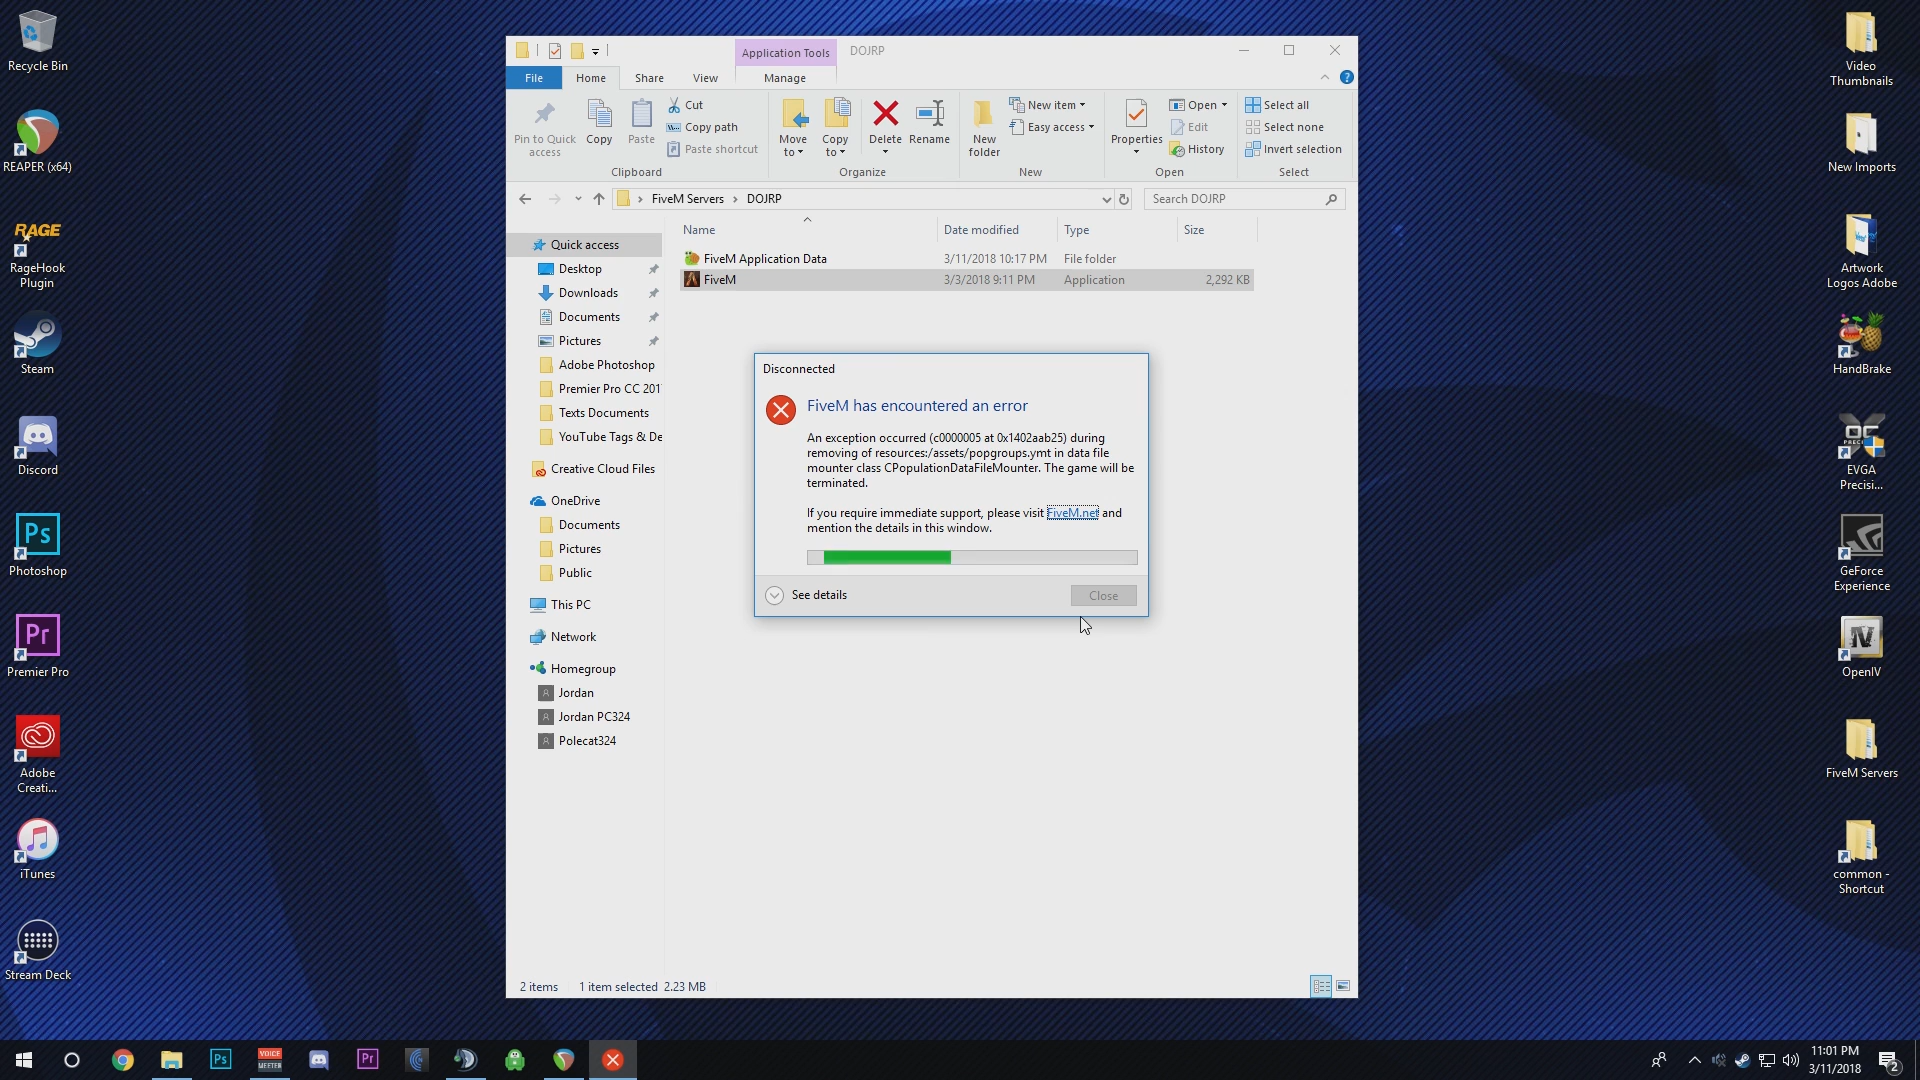 Recycle Bin
REAPER (x64)
RAGE
RageHook
Plugin
Steam
Discord
Ps
Photoshop
Pr
Premier Pro
Adobe
Creati...
iTunes
Stream Deck
Application Tools
DOJRP
File
Home
Share
View
Manage
Pin to Quick
access
Copy
Paste
Cut
Copy path
Paste shortcut
Clipboard
Move
to
Copy
to
Delete
Rename
Organize
New
folder
New item
Easy access
New
Properties
Open
Edit
History
Open
Select all
Select none
Invert selection
Select
FiveM Servers
DOJRP
Search DOJRP
Name
Date modified
Type
Size
FiveM Application Data
3/11/2018 10:17 PM
File folder
FiveM
3/3/2018 9:11 PM
Application
2,292 KB
Quick access
Desktop
Downloads
Documents
Pictures
Adobe Photoshop
Premier Pro CC 201
Texts Documents
YouTube Tags & De
Creative Cloud Files
OneDrive
Documents
Pictures
Public
This PC
Network
Homegroup
Jordan
Jordan PC324
Polecat324
Disconnected
FiveM has encountered an error
An exception occurred (c0000005 at 0x1402aab25) during
removing of resources:/assets/popgroups.ymt in data file
mounter class CPopulationDataFileMounter. The game will be
terminated.
If you require immediate support, please visit FiveM.net and
mention the details in this window.
See details
Close
2 items
1 item selected 2.23 MB
Video
Thumbnails
New Imports
Artwork
Logos Adobe
HandBrake
EVGA
Precisi...
GeForce
Experience
OpenIV
FiveM Servers
common -
Shortcut
Ps
VOICE
MEETER
Pr
11:01 PM
3/11/2018
2